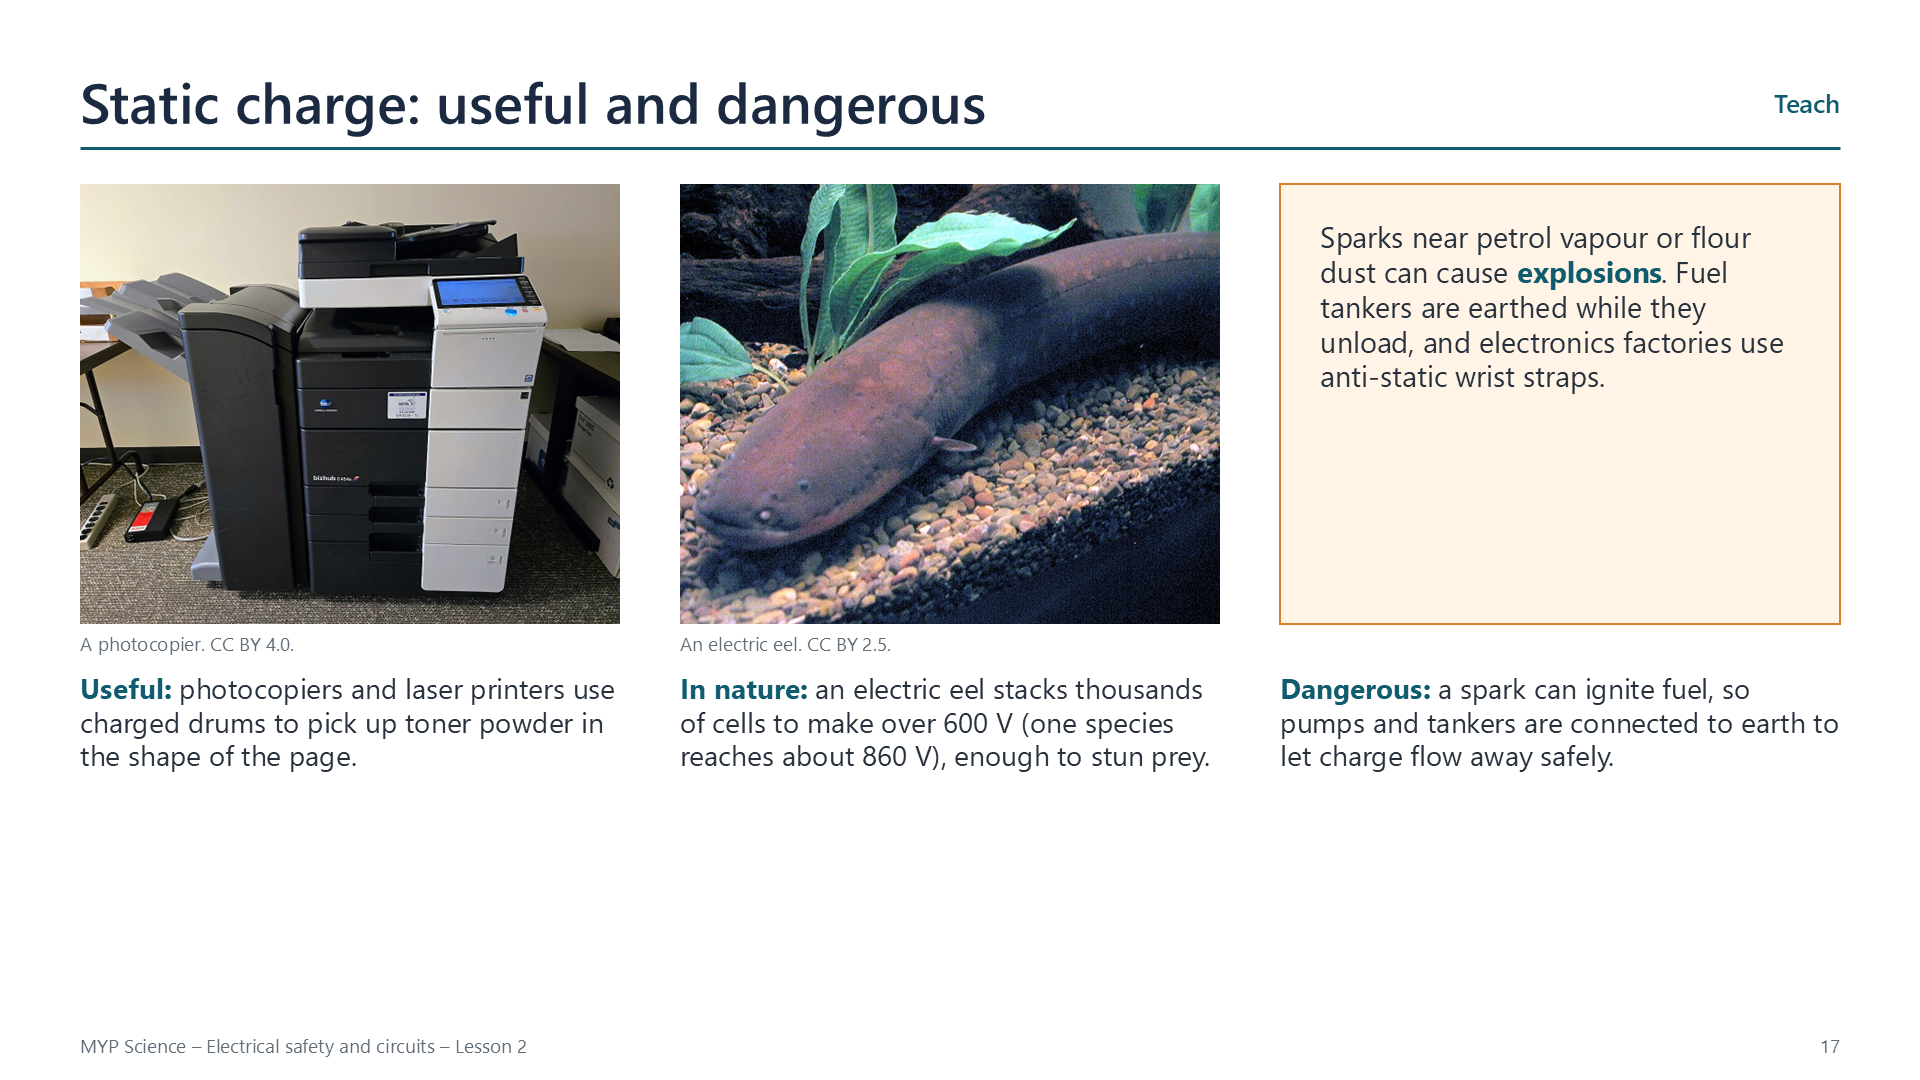 Static charge: useful and dangerous
Teach
bizhub C454e
A photocopier. CC BY 4.0.
Useful: photocopiers and laser printers use
charged drums to pick up toner powder in
the shape of the page.
An electric eel. CC BY 2.5.
In nature: an electric eel stacks thousands
of cells to make over 600 V (one species
reaches about 860 V), enough to stun prey.
Sparks near petrol vapour or flour
dust can cause explosions. Fuel
tankers are earthed while they
unload, and electronics factories use
anti-static wrist straps.
Dangerous: a spark can ignite fuel, so
pumps and tankers are connected to earth to
let charge flow away safely.
MYP Science – Electrical safety and circuits – Lesson 2
17